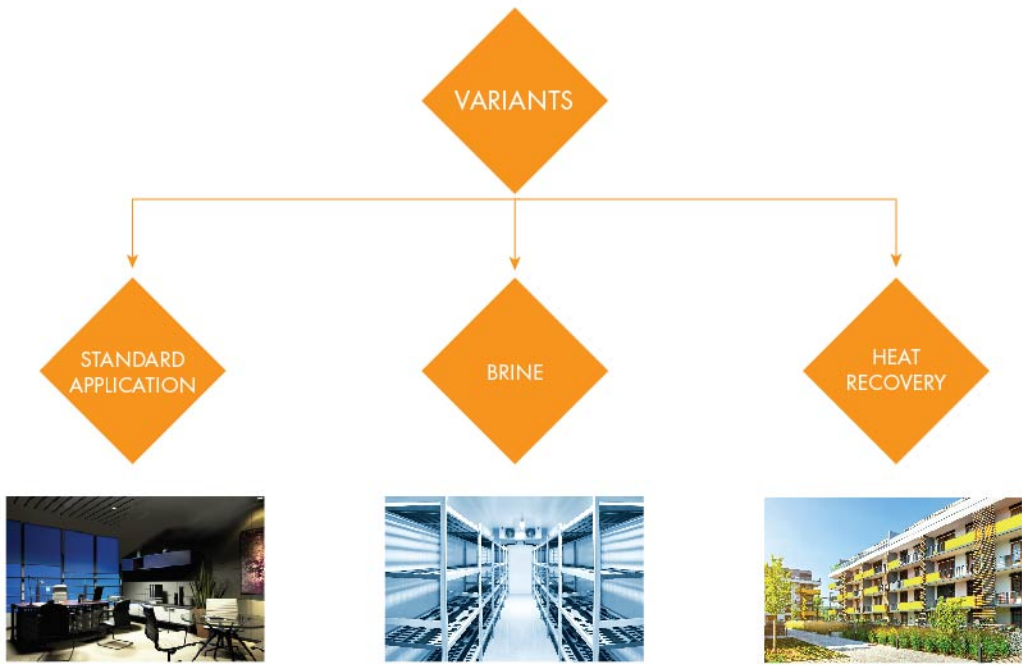 VARIANTS
STANDARD
APPLICATION
BRINE
HEAT
RECOVERY